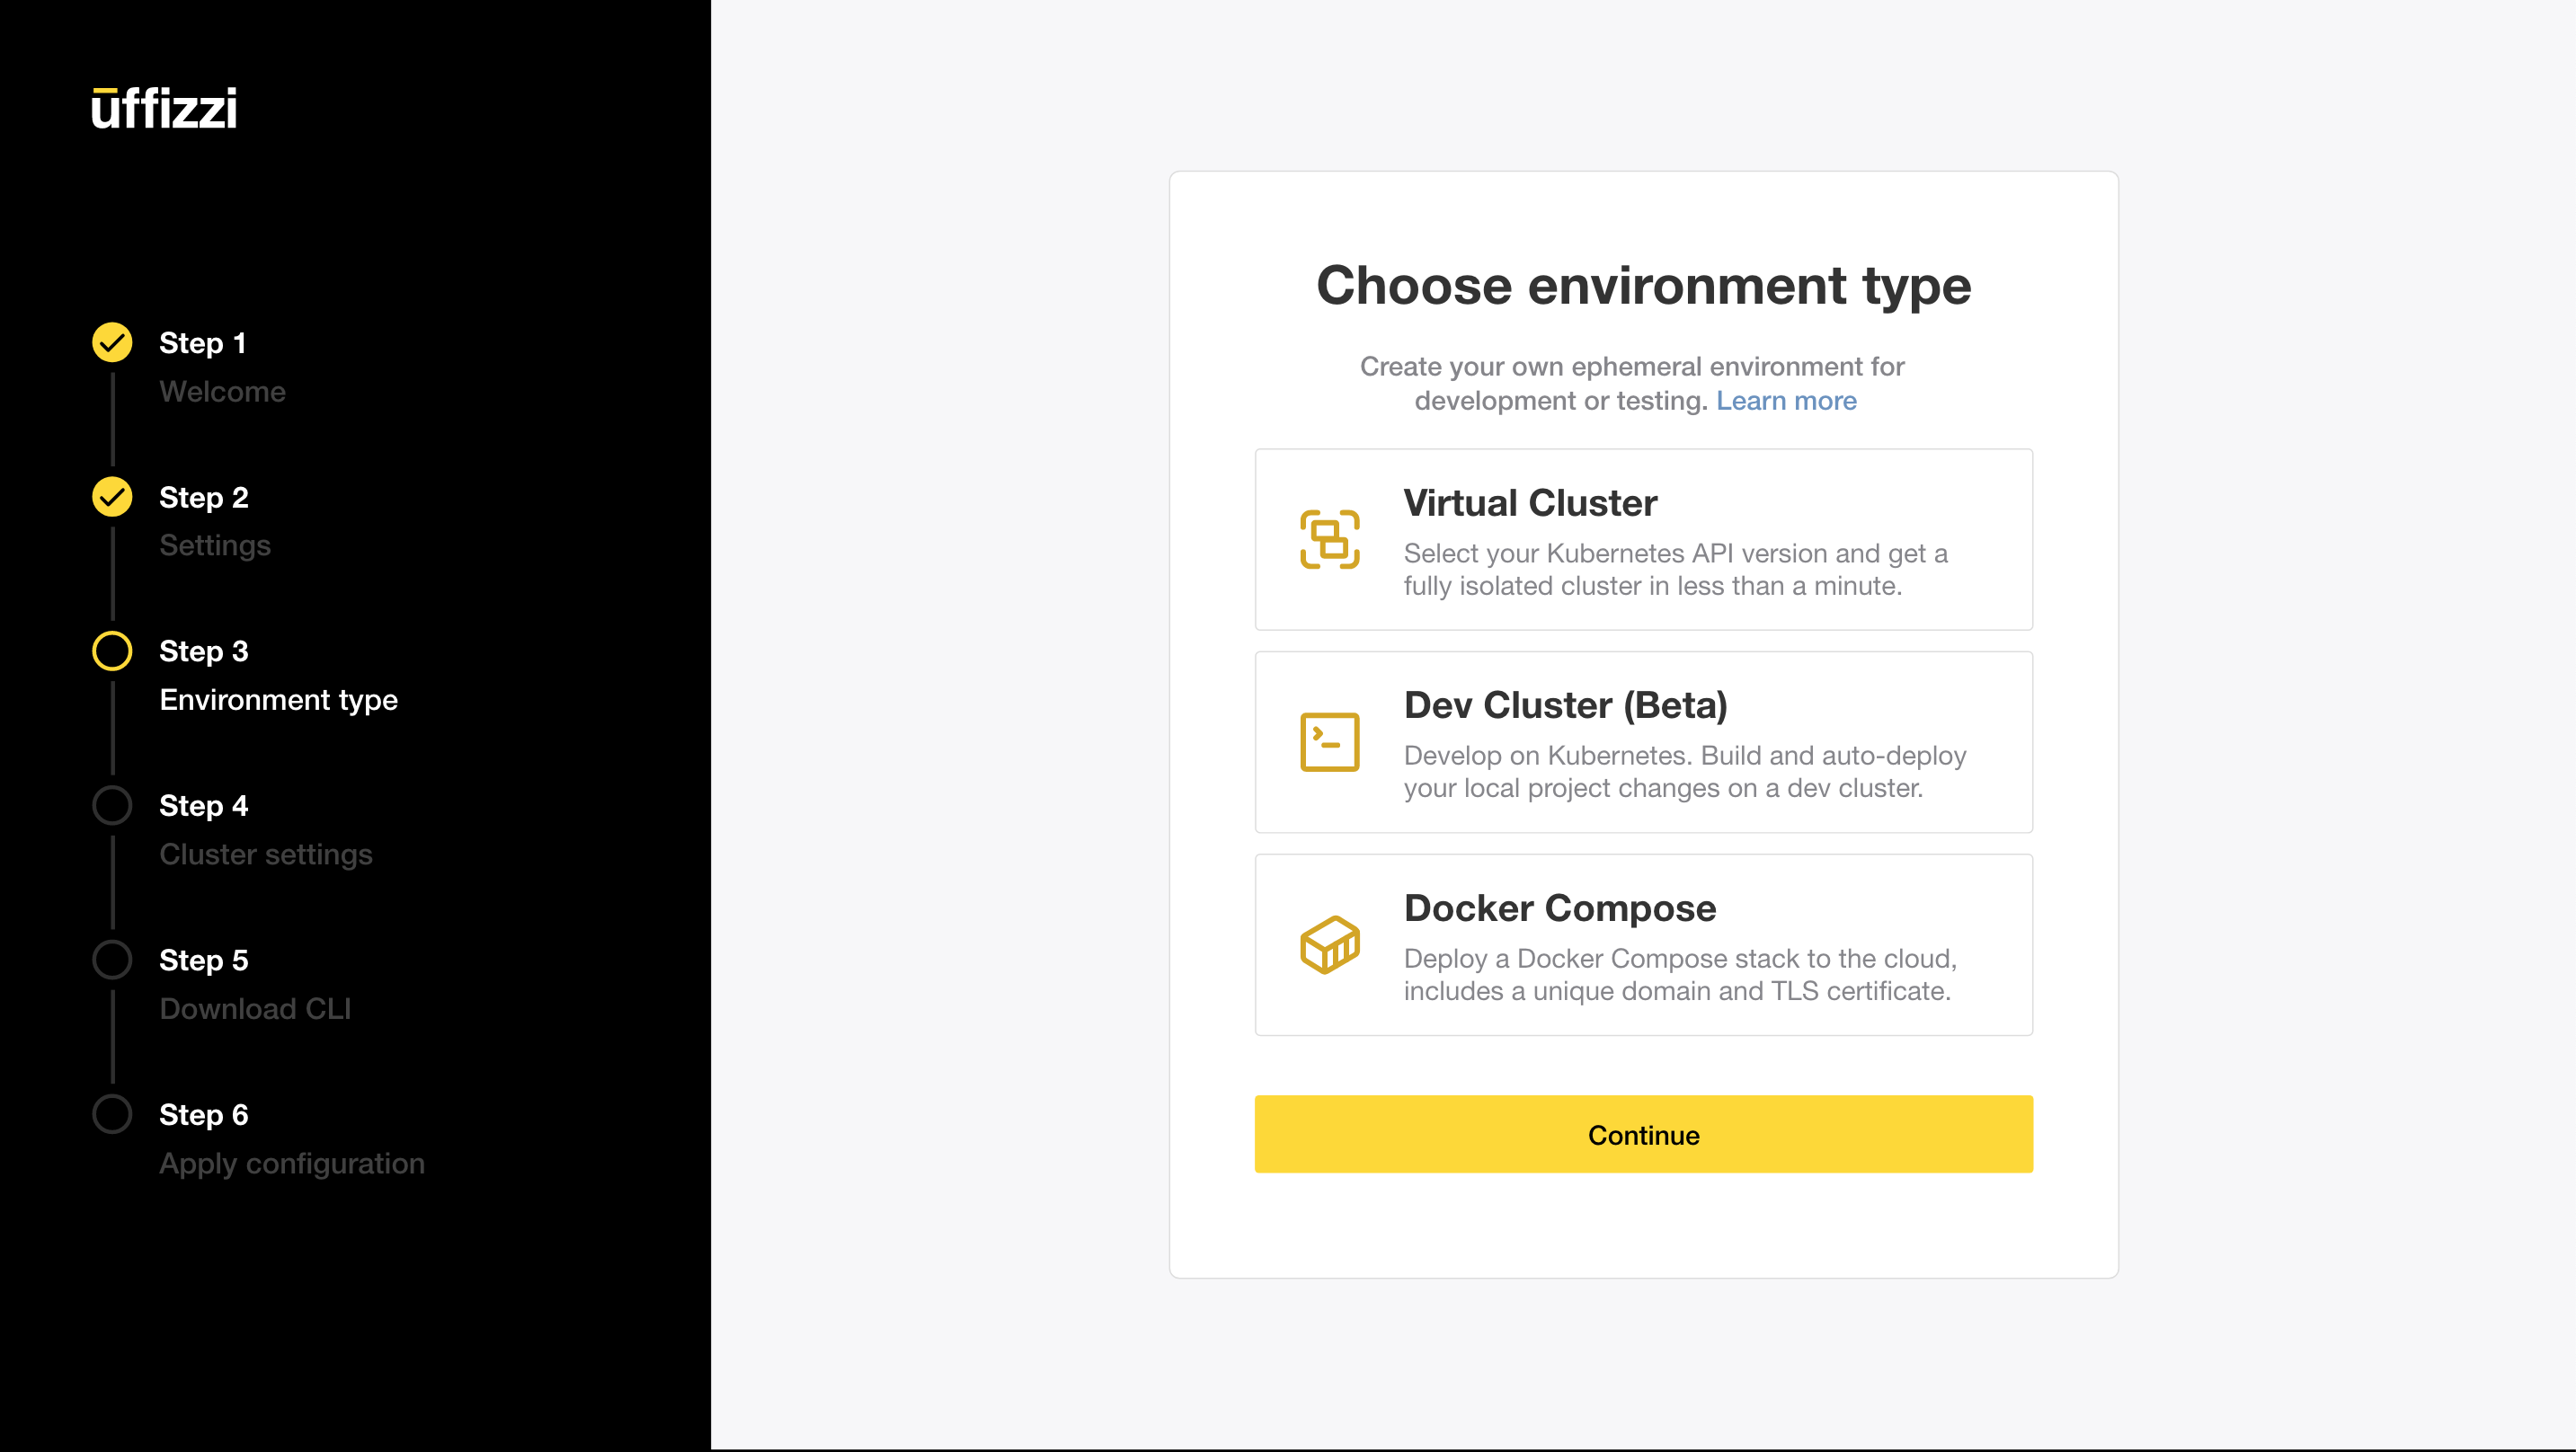 ūffizzi
Step 1
Welcome
Step 2
Settings
Step 3
Environment type
Step 4
Cluster settings
Step 5
Download CLI
Step 6
Apply configuration
Choose environment type
Create your own ephemeral environment for
development or testing. Learn more
Virtual Cluster
Select your Kubernetes API version and get a
fully isolated cluster in less than a minute.
Dev Cluster (Beta)
Develop on Kubernetes. Build and auto-deploy
your local project changes on a dev cluster.
Docker Compose
Deploy a Docker Compose stack to the cloud,
includes a unique domain and TLS certificate.
Continue